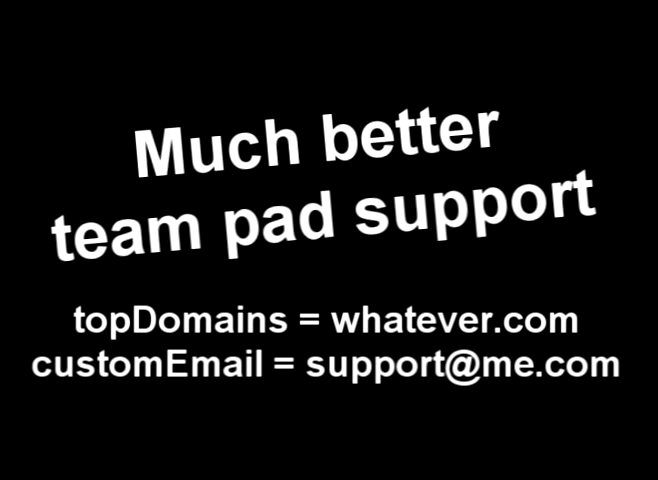 Much better
team pad support
topDomains = whatever.com
customEmail = support@me.com